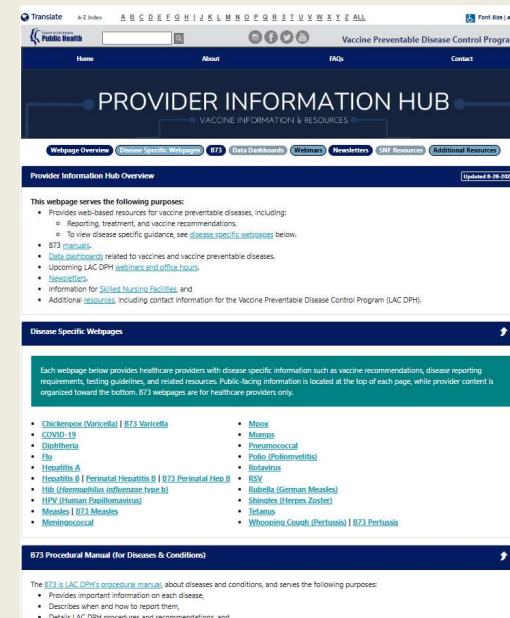 Translate A-Z Index A B C D E F G H I J K L M N O P Q R S T U V W X Y Z ALL Font Size | A
Public Health Vaccine Preventable Disease Control Progra
Home About FAQs Contact
PROVIDER INFORMATION HUB
VACCINE INFORMATION & RESOURCES
Webpage Overview Disease Specific Webpages B73 Data Dashboards Webinars Newsletters SNF Resources Additional Resources
Provider Information Hub Overview Updated 8-28-202
This webpage serves the following purposes:
• Provides web-based resources for vaccine preventable diseases, including:
o Reporting, treatment, and vaccine recommendations.
o To view disease specific guidance, see disease specific webpages below.
• B73 manuals.
• Data dashboards related to vaccines and vaccine preventable diseases.
• Upcoming LAC DPH webinars and office hours.
• Newsletters.
• Information for Skilled Nursing Facilities, and
• Additional resources, including contact information for the Vaccine Preventable Disease Control Program (LAC DPH).
Disease Specific Webpages
Each webpage below provides healthcare providers with disease specific information such as vaccine recommendations, disease reporting
requirements, testing guidelines, and related resources. Public-facing information is located at the top of each page, while provider content is
organized toward the bottom. B73 webpages are for healthcare providers only.
• Chickenpox (Varicella) | B73 Varicella
• COVID-19
• Diphtheria
• Flu
• Hepatitis A
• Hepatitis B | Perinatal Hepatitis B | B73 Perinatal Hep B
• Hib (Haemophilus influenzae type b)
• HPV (Human Papillomavirus)
• Measles | B73 Measles
• Meningococcal
• Mpox
• Mumps
• Pneumococcal
• Polio (Poliomyelitis)
• Rotavirus
• RSV
• Rubella (German Measles)
• Shingles (Herpes Zoster)
• Tetanus
• Whooping Cough (Pertussis) | B73 Pertussis
B73 Procedural Manual (for Diseases & Conditions)
The B73 is LAC DPH's procedural manual, about diseases and conditions, and serves the following purposes:
• Provides important information on each disease,
• Describes when and how to report them,
• Details LAC DPH procedures and recommendations, and